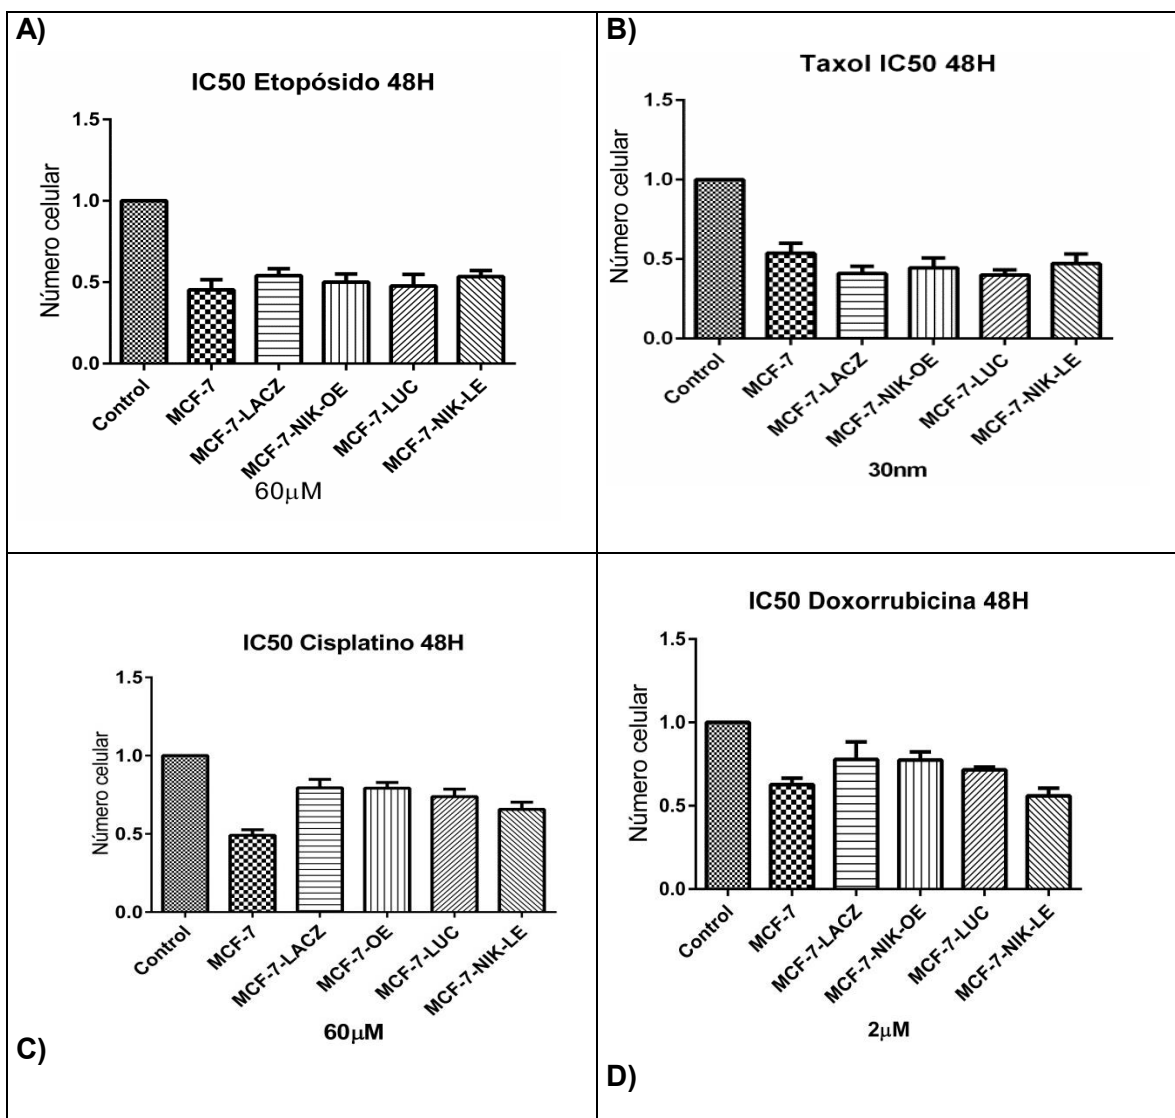 A)
IC50 Etopósido 48H
Número celular
1.5
1.0
0.5
0.0
Control
MCF-7
MCF-7-LACZ
MCF-7-NIK-OE
MCF-7-LUC
MCF-7-NIK-LE
60μM
B)
Taxol IC50 48H
Número celular
1.5
1.0
0.5
0.0
Control
MCF-7
MCF-7-LACZ
MCF-7-NIK-OE
MCF-7-LUC
MCF-7-NIK-LE
30nm
IC50 Cisplatino 48H
Número celular
1.5
1.0
0.5
0.0
Control
MCF-7
MCF-7-LACZ
MCF-7-OE
MCF-7-LUC
MCF-7-NIK-LE
60μM
C)
IC50 Doxorrubicina 48H
Número celular
1.5
1.0
0.5
0.0
Control
MCF-7
MCF-7-LACZ
MCF-7-NIK-OE
MCF-7-LUC
MCF-7-NIK-LE
2μM
D)